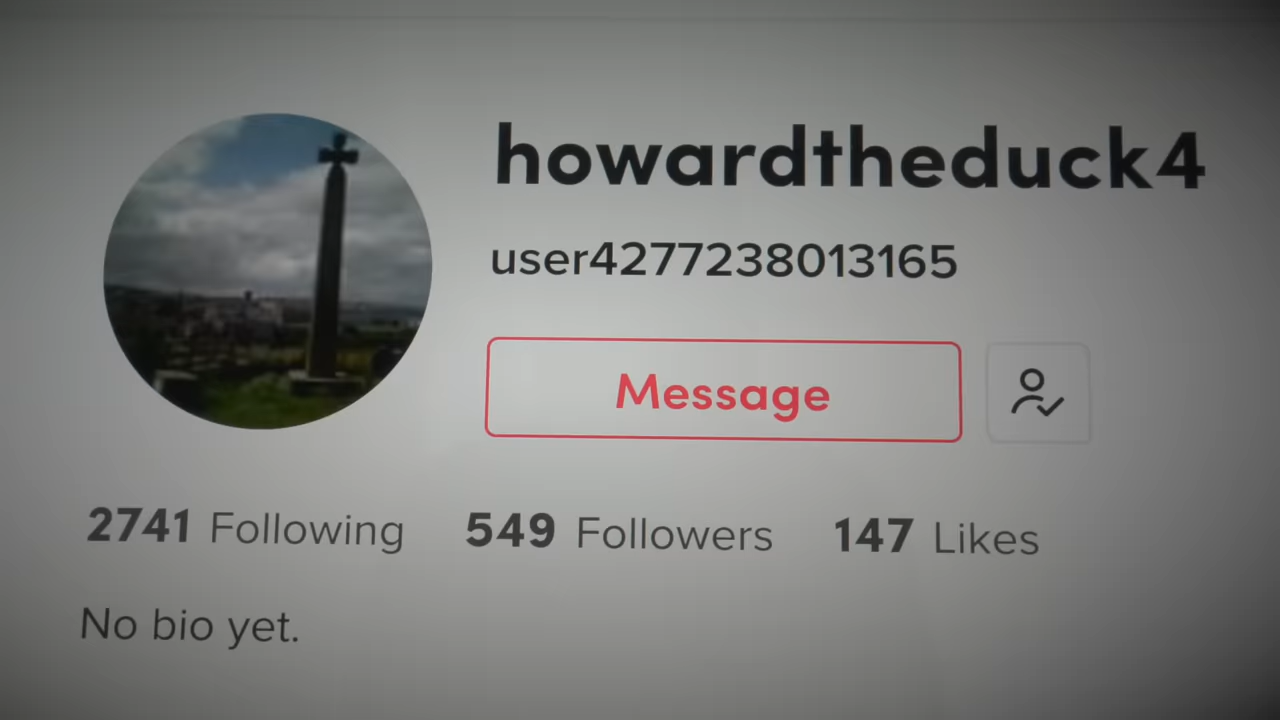 howardtheduck4
user4277238013165
Message
2741 Following 549 Followers 147 Likes
No bio yet.